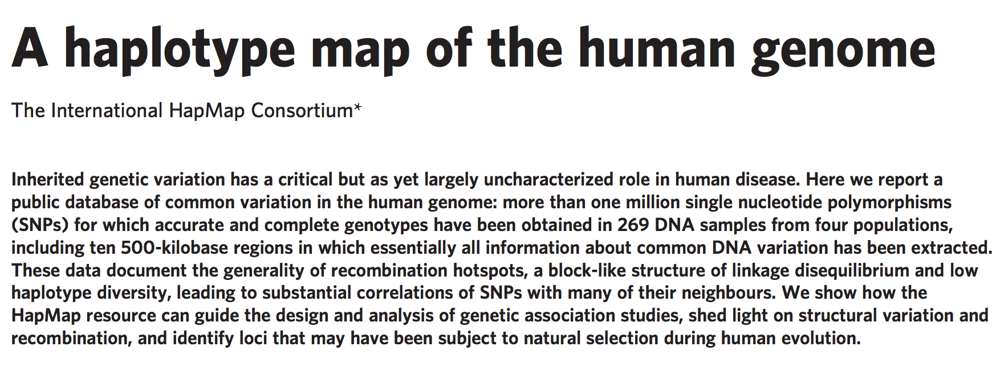 A haplotype map of the human genome
The International HapMap Consortium*
Inherited genetic variation has a critical but as yet largely uncharacterized role in human disease. Here we report a
public database of common variation in the human genome: more than one million single nucleotide polymorphisms
(SNPs) for which accurate and complete genotypes have been obtained in 269 DNA samples from four populations,
including ten 500-kilobase regions in which essentially all information about common DNA variation has been extracted.
These data document the generality of recombination hotspots, a block-like structure of linkage disequilibrium and low
haplotype diversity, leading to substantial correlations of SNPs with many of their neighbours. We show how the
HapMap resource can guide the design and analysis of genetic association studies, shed light on structural variation and
recombination, and identify loci that may have been subject to natural selection during human evolution.